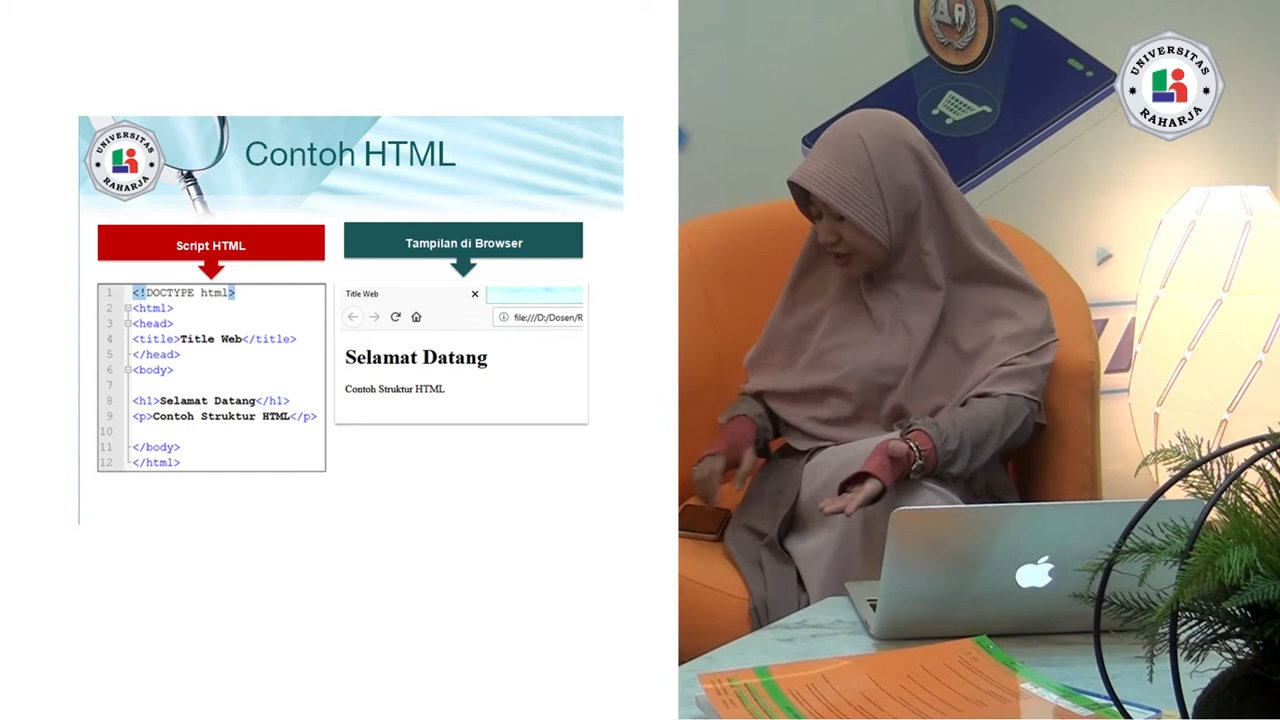 UNIVERSITAS
RAHARJA
Contoh HTML
Script HTML
Tampilan di Browser
1 <!DOCTYPE html>
2 <html>
3 <head>
4 <title>Title Web</title>
5 </head>
6 <body>
7
8 <h1>Selamat Datang</h1>
9 <p>Contoh Struktur HTML</p>
10
11 </body>
12 </html>
Title Web
file:///D:/Dosen/R
Selamat Datang
Contoh Struktur HTML
UNIVERSITAS
RAHARJA